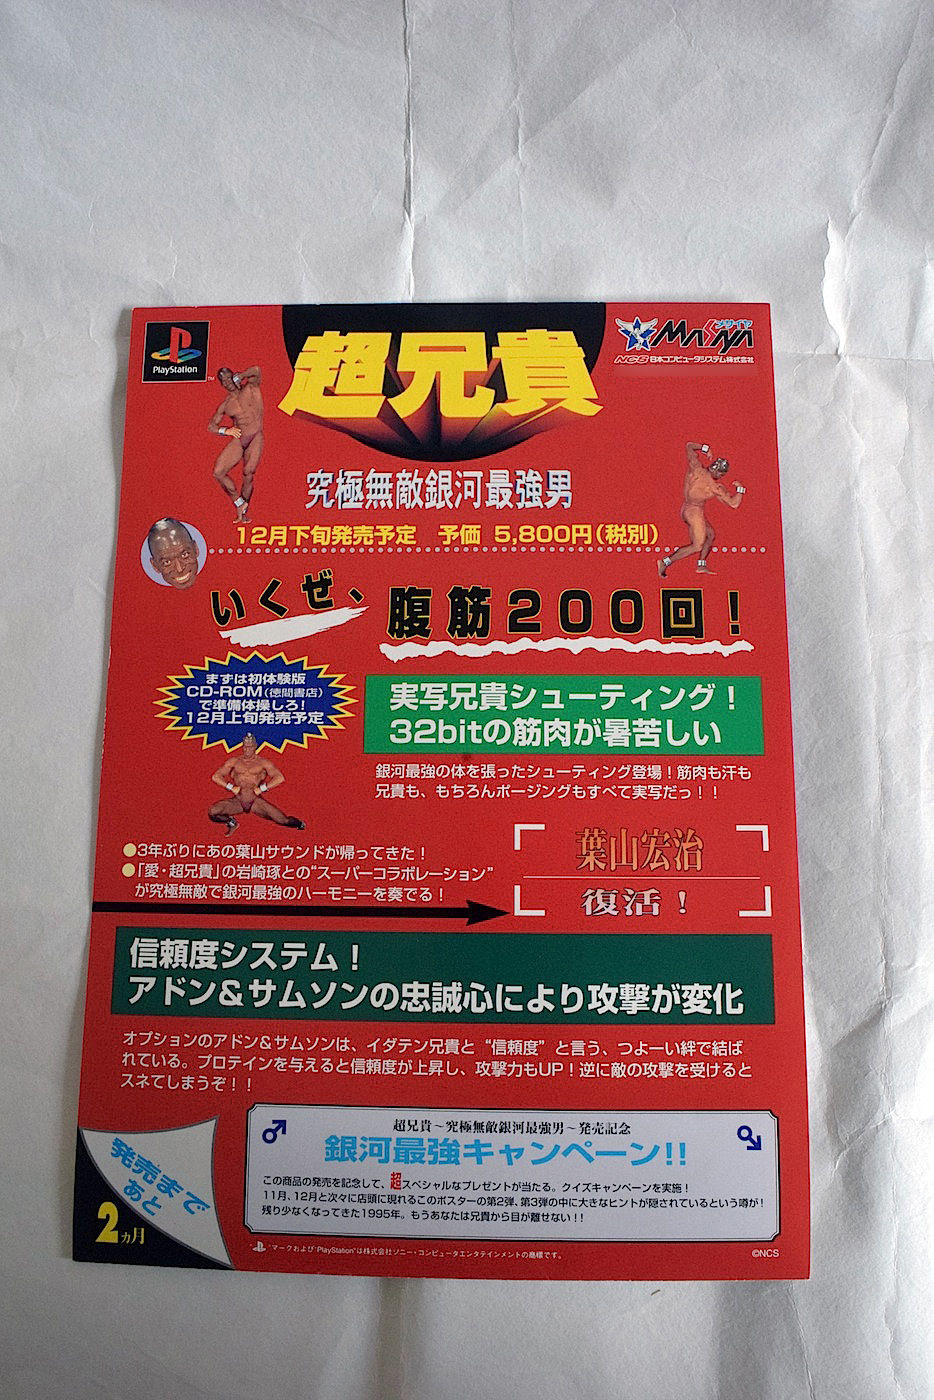 PlayStation
TM
超兄貴
メサイヤ
MASAYA
NCS 日本コンピュータシステム株式会社
究極無敵銀河最強男
12月下旬発売予定 予価 5,800円(税別)
いくぜ、腹筋200回!
まずは初体験版
CD-ROM(徳間書店)
で準備体操しろ!
12月上旬発売予定
実写兄貴シューティング!
32bitの筋肉が暑苦しい
銀河最強の体を張ったシューティング登場!筋肉も汗も
兄貴も、もちろんポージングもすべて実写だっ!!
●3年ぶりにあの葉山サウンドが帰ってきた!
●「愛・超兄貴」の岩崎琢との“スーパーコラボレーション”
が究極無敵で銀河最強のハーモニーを奏でる!
葉山宏治
復活!
信頼度システム!
アドン&サムソンの忠誠心により攻撃が変化
オプションのアドン&サムソンは、イダテン兄貴と“信頼度”と言う、つよーい絆で結ば
れている。プロテインを与えると信頼度が上昇し、攻撃力もUP!逆に敵の攻撃を受けると
スネてしまうぞ!!
発売まで
あと
2ヵ月
超兄貴~究極無敵銀河最強男~発売記念
銀河最強キャンペーン!!
この商品の発売を記念して、超スペシャルなプレゼントが当たる。クイズキャンペーンを実施!
11月、12月と次々に店頭に現れるこのポスターの第2弾、第3弾の中に大きなヒントが隠されているという噂が!
残り少なくなってきた1995年。もうあなたは兄貴から目が離せない!!
"マークおよび"PlayStation"は株式会社ソニー・コンピュータエンタテインメントの商標です。
©NCS